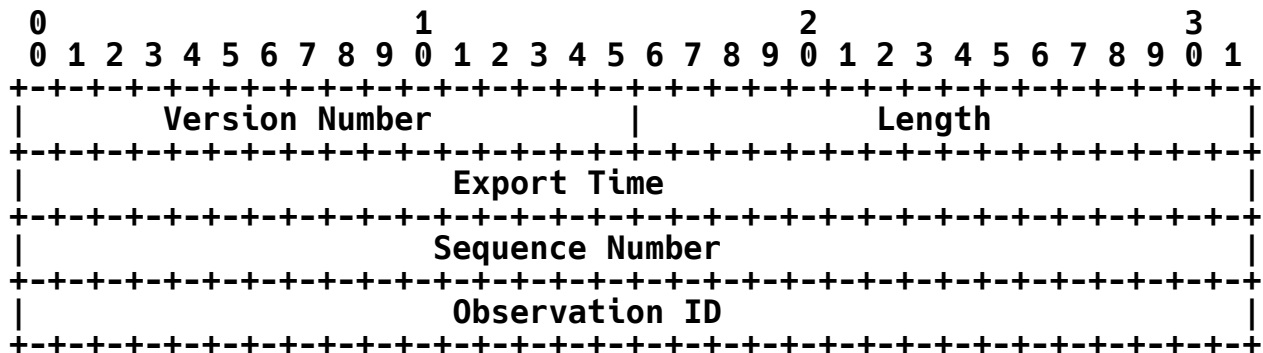 0                   1                   2                   3
 0 1 2 3 4 5 6 7 8 9 0 1 2 3 4 5 6 7 8 9 0 1 2 3 4 5 6 7 8 9 0 1
+-+-+-+-+-+-+-+-+-+-+-+-+-+-+-+-+-+-+-+-+-+-+-+-+-+-+-+-+-+-+-+-+
|       Version Number          |            Length             |
+-+-+-+-+-+-+-+-+-+-+-+-+-+-+-+-+-+-+-+-+-+-+-+-+-+-+-+-+-+-+-+-+
|                      Export Time                              |
+-+-+-+-+-+-+-+-+-+-+-+-+-+-+-+-+-+-+-+-+-+-+-+-+-+-+-+-+-+-+-+-+
|                     Sequence Number                           |
+-+-+-+-+-+-+-+-+-+-+-+-+-+-+-+-+-+-+-+-+-+-+-+-+-+-+-+-+-+-+-+-+
|                      Observation ID                           |
+-+-+-+-+-+-+-+-+-+-+-+-+-+-+-+-+-+-+-+-+-+-+-+-+-+-+-+-+-+-+-+-+